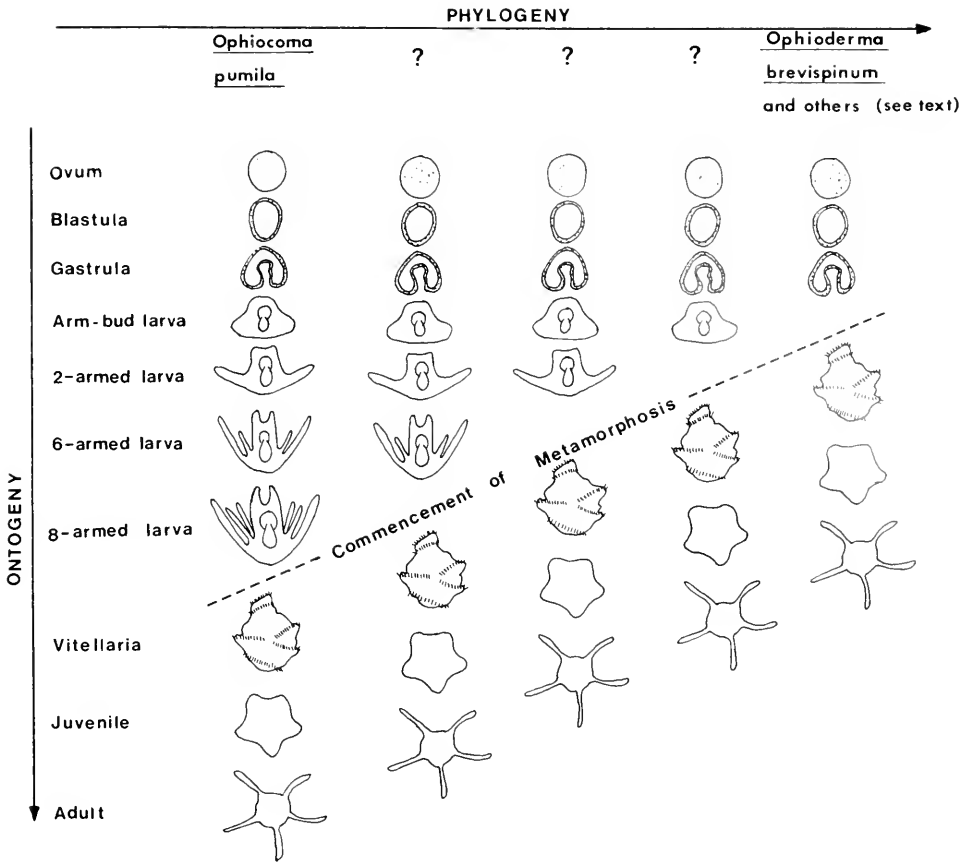 PHYLOGENY
Ophiocoma
pumila
?
?
?
Ophioderma
brevispinum
and others (see text)
ONTOGENY
Ovum
Blastula
Gastrula
Arm-bud larva
2-armed larva
6-armed larva
8-armed larva
Commencement of Metamorphosis
Vitellaria
Juvenile
Adult